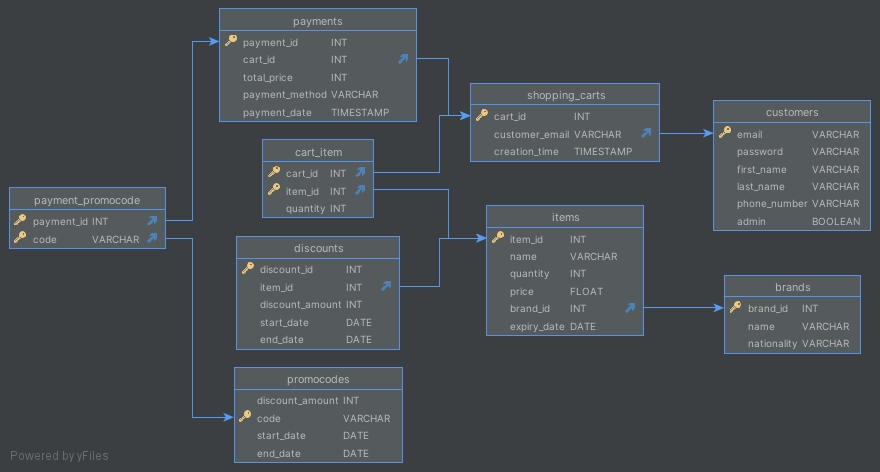 payments
payment_id INT
cart_id INT
total_price INT
payment_method VARCHAR
payment_date TIMESTAMP
shopping_carts
cart_id INT
customer_email VARCHAR
creation_time TIMESTAMP
customers
email VARCHAR
password VARCHAR
first_name VARCHAR
last_name VARCHAR
phone_number VARCHAR
admin BOOLEAN
cart_item
cart_id INT
item_id INT
quantity INT
payment_promocode
payment_id INT
code VARCHAR
items
item_id INT
name VARCHAR
quantity INT
price FLOAT
brand_id INT
expiry_date DATE
discounts
discount_id INT
item_id INT
discount_amount INT
start_date DATE
end_date DATE
brands
brand_id INT
name VARCHAR
nationality VARCHAR
promocodes
discount_amount INT
code VARCHAR
start_date DATE
end_date DATE
Powered by yFiles